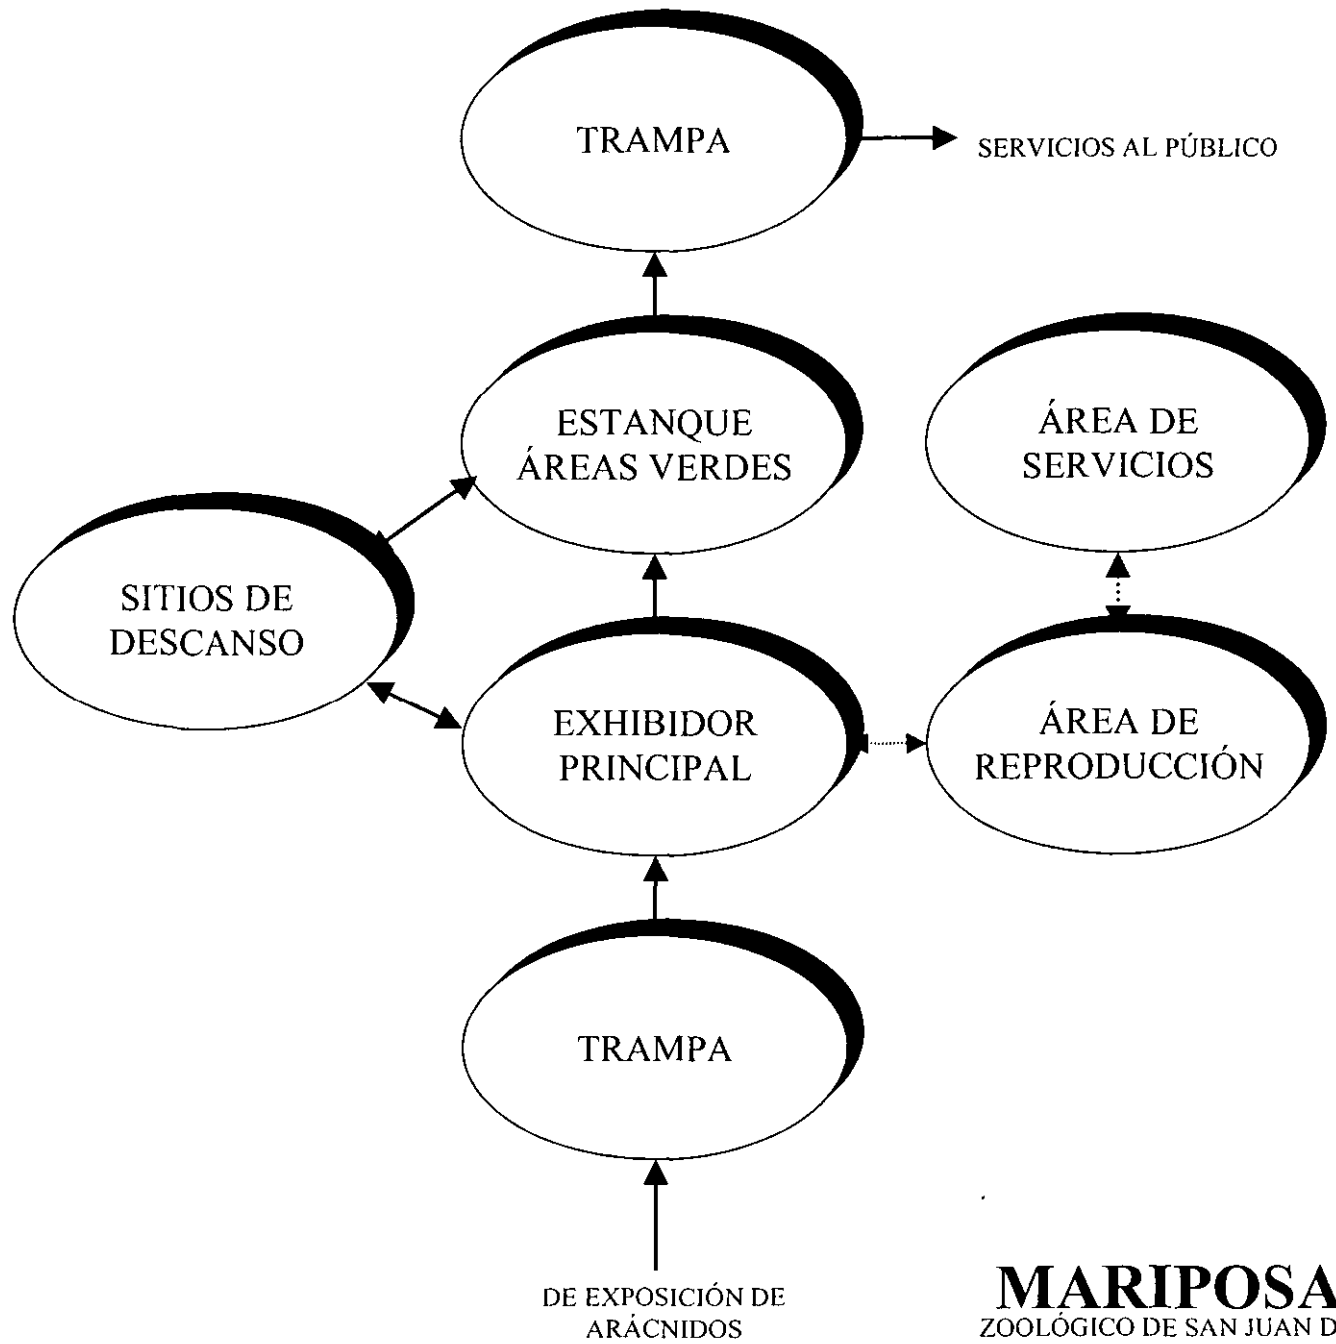 TRAMPA
SERVICIOS AL PÚBLICO
ESTANQUE
ÁREAS VERDES
ÁREA DE
SERVICIOS
SITIOS DE
DESCANSO
EXHIBIDOR
PRINCIPAL
ÁREA DE
REPRODUCCIÓN
TRAMPA
DE EXPOSICIÓN DE
ARÁCNIDOS
MARIPOSA
ZOOLÓGICO DE SAN JUAN D